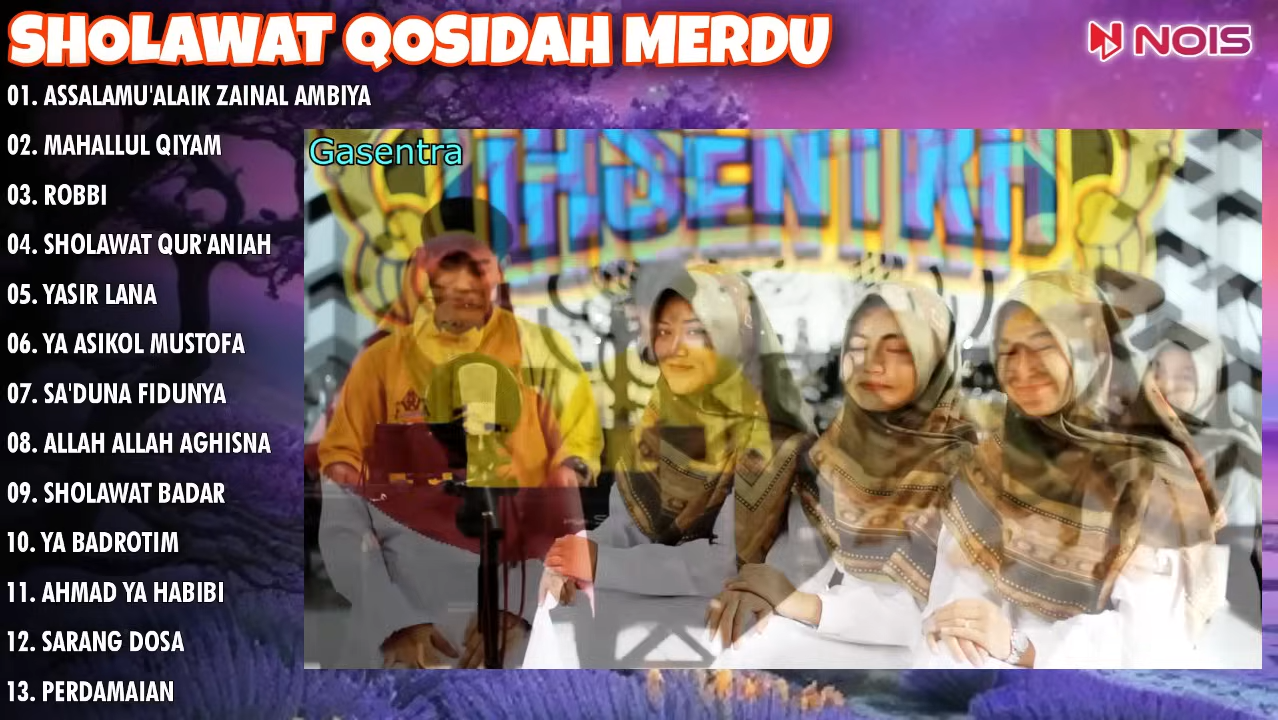 SHOLAWAT QOSIDAH MERDU
NOIS
01. ASSALAMU'ALAIK ZAINAL AMBIYA
02. MAHALLUL QIYAM
03. ROBBI
04. SHOLAWAT QUR'ANIAH
05. YASIR LANA
06. YA ASIKOL MUSTOFA
07. SA'DUNA FIDUNYA
08. ALLAH ALLAH AGHISNA
09. SHOLAWAT BADAR
10. YA BADROTIM
11. AHMAD YA HABIBI
12. SARANG DOSA
13. PERDAMAIAN
Gasentra